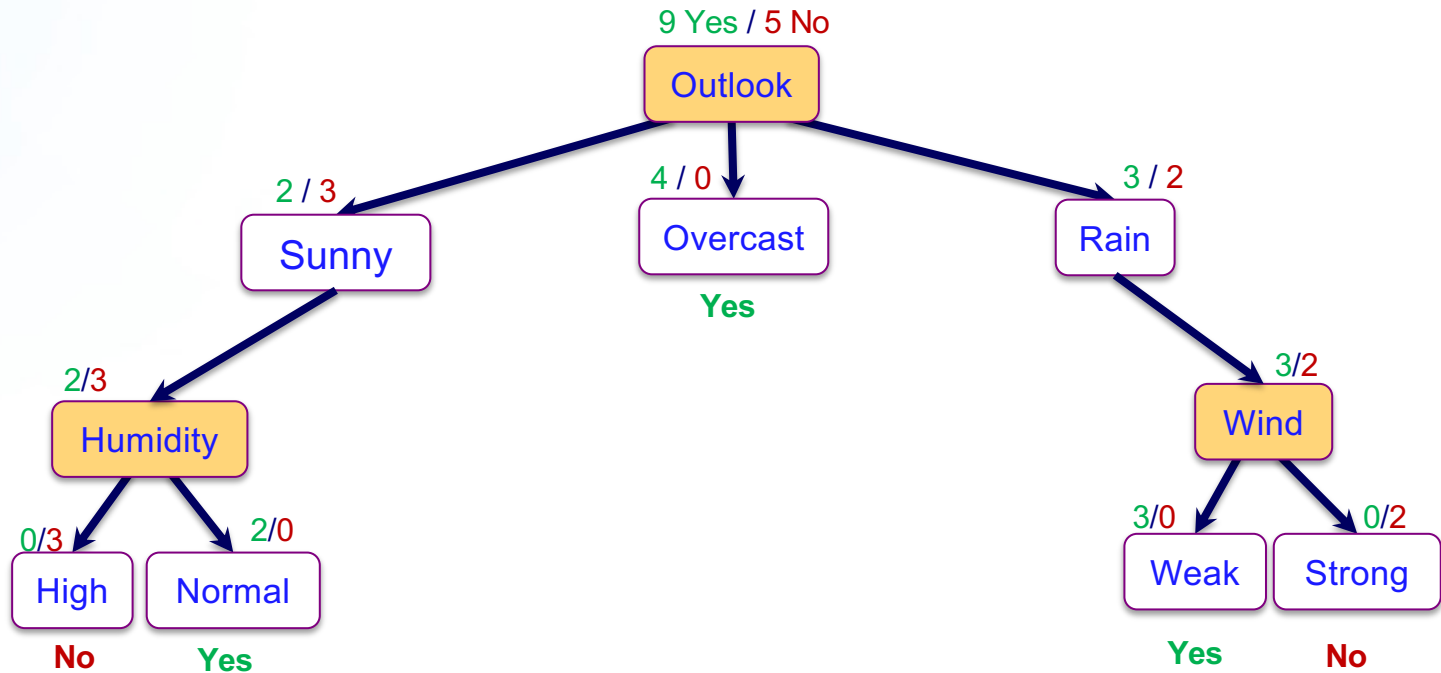 9 Yes / 5 No
Outlook
2 / 3
4 / 0
3 / 2
Sunny
Overcast
Rain
Yes
2/3
3/2
Humidity
Wind
0/3
2/0
3/0
0/2
High
Normal
Weak
Strong
No
Yes
Yes
No